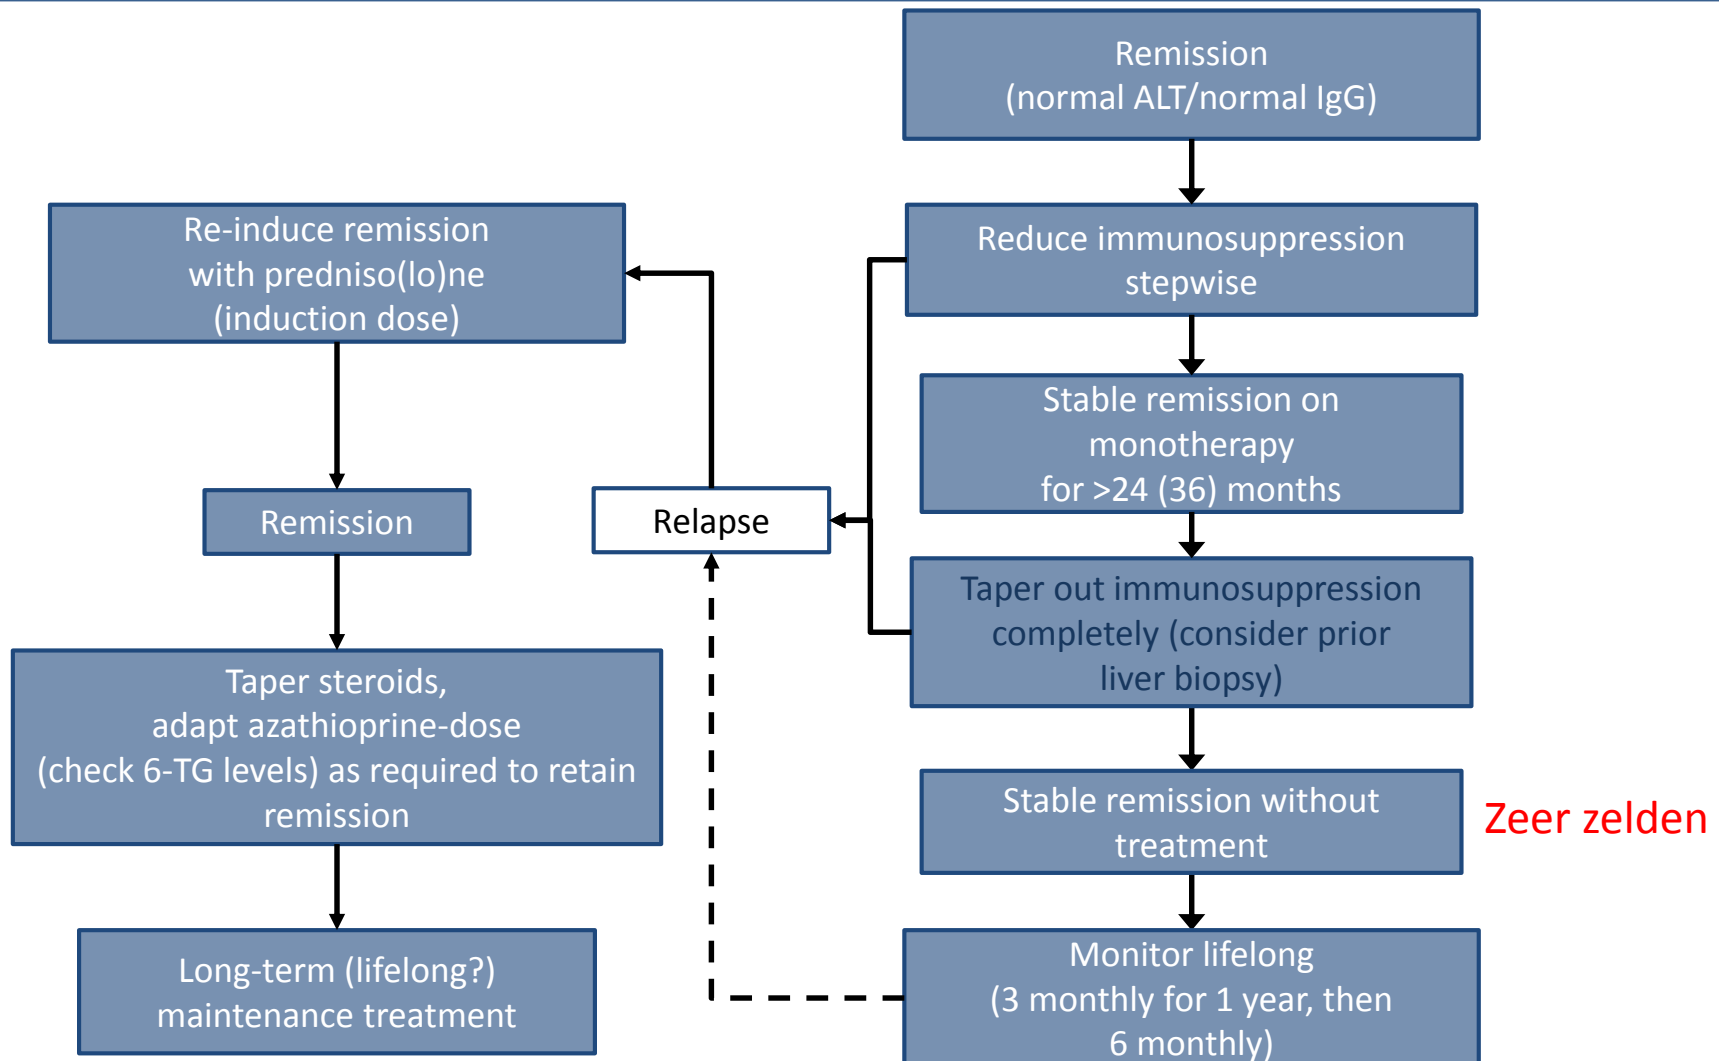 Remission
(normal ALT/normal IgG)
Reduce immunosuppression
stepwise
Stable remission on
monotherapy
for >24 (36) months
Taper out immunosuppression
completely (consider prior
liver biopsy)
Stable remission without
treatment
Zeer zelden
Monitor lifelong
(3 monthly for 1 year, then
6 monthly)
Relapse
Re-induce remission
with predniso(lo)ne
(induction dose)
Remission
Taper steroids,
adapt azathioprine-dose
(check 6-TG levels) as required to retain
remission
Long-term (lifelong?)
maintenance treatment